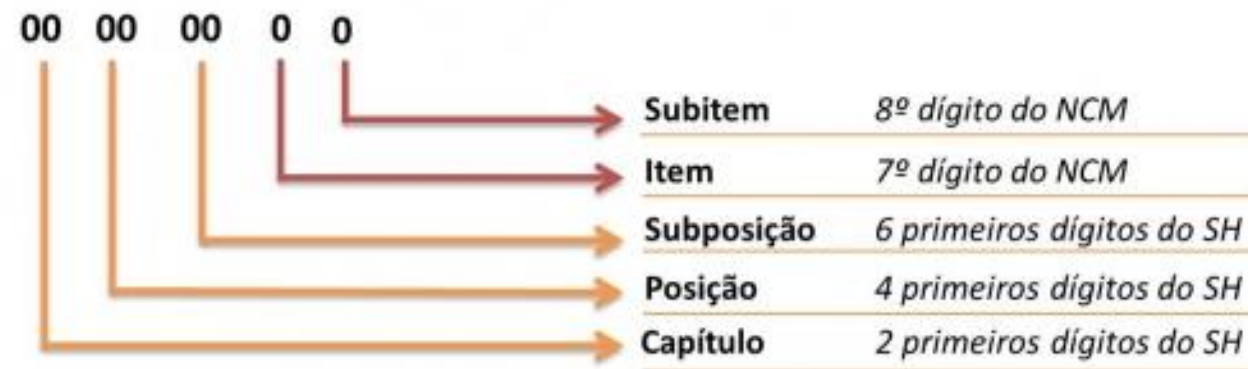 00 00 00 0 0
Subitem 8º dígito do NCM
Item 7º dígito do NCM
Subposição 6 primeiros dígitos do SH
Posição 4 primeiros dígitos do SH
Capítulo 2 primeiros dígitos do SH